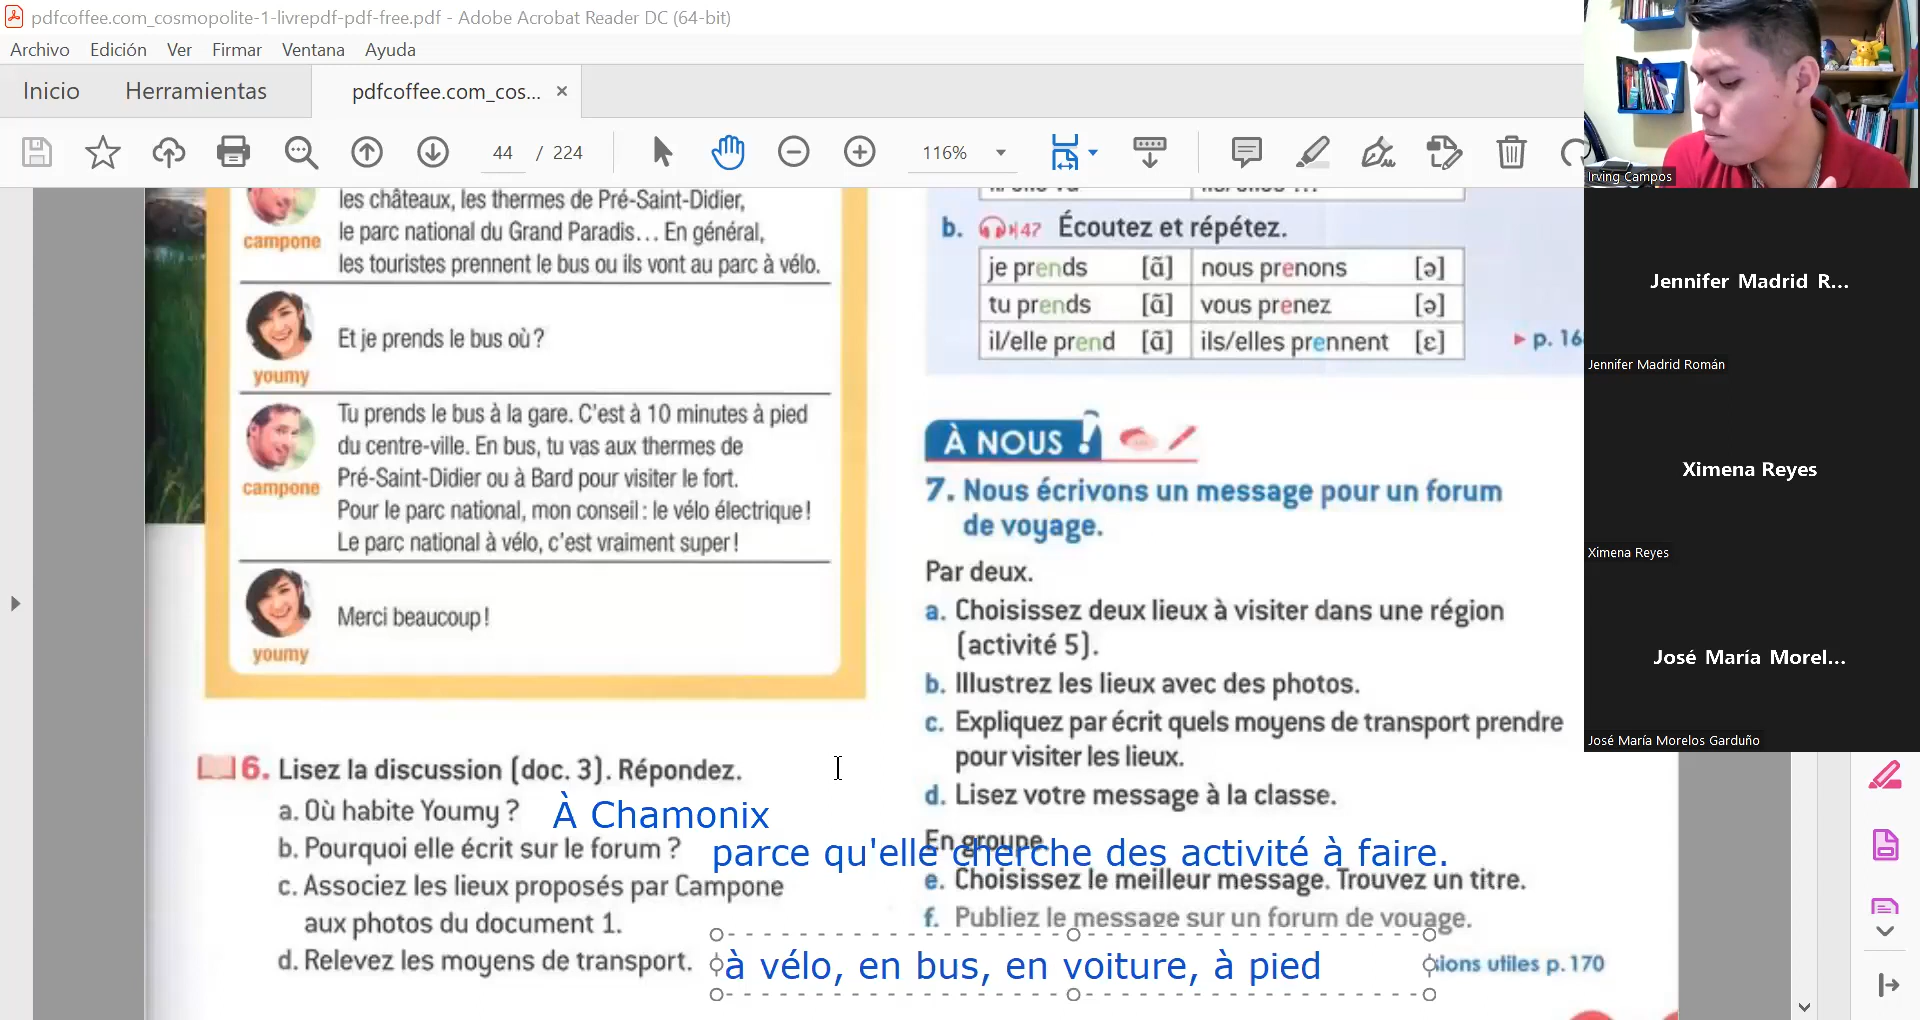 pdfcoffee.com_cosmopolite-1-livrepdf-pdf-free.pdf - Adobe Acrobat Reader DC (64-bit)
Archivo Edición Ver Firmar Ventana Ayuda
Inicio Herramientas pdfcoffee.com_cos... ×
44 / 224 116%
les châteaux, les thermes de Pré-Saint-Didier,
le parc national du Grand Paradis... En général,
les touristes prennent le bus ou ils vont au parc à vélo.
campone
Et je prends le bus où ?
youmy
Tu prends le bus à la gare. C'est à 10 minutes à pied
du centre-ville. En bus, tu vas aux thermes de
Pré-Saint-Didier ou à Bard pour visiter le fort.
Pour le parc national, mon conseil : le vélo électrique !
Le parc national à vélo, c'est vraiment super !
campone
Merci beaucoup !
youmy
6. Lisez la discussion (doc. 3). Répondez.
a. Où habite Youmy ? À Chamonix
b. Pourquoi elle écrit sur le forum ? parce qu'elle cherche des activité à faire.
c. Associez les lieux proposés par Campone
aux photos du document 1.
d. Relevez les moyens de transport. à vélo, en bus, en voiture, à pied
b. 47 Écoutez et répétez.
je prends [ɑ̃] nous prenons [ə]
tu prends [ɑ̃] vous prenez [ə]
il/elle prend [ɑ̃] ils/elles prennent [ɛ]
p. 16
À NOUS !
7. Nous écrivons un message pour un forum
de voyage.
Par deux.
a. Choisissez deux lieux à visiter dans une région
(activité 5).
b. Illustrez les lieux avec des photos.
c. Expliquez par écrit quels moyens de transport prendre
pour visiter les lieux.
d. Lisez votre message à la classe.
En groupe.
e. Choisissez le meilleur message. Trouvez un titre.
f. Publiez le message sur un forum de voyage.
sions utiles p. 170
Irving Campos
Jennifer Madrid R...
Jennifer Madrid Román
Ximena Reyes
Ximena Reyes
José María Morel...
José María Morelos Garduño